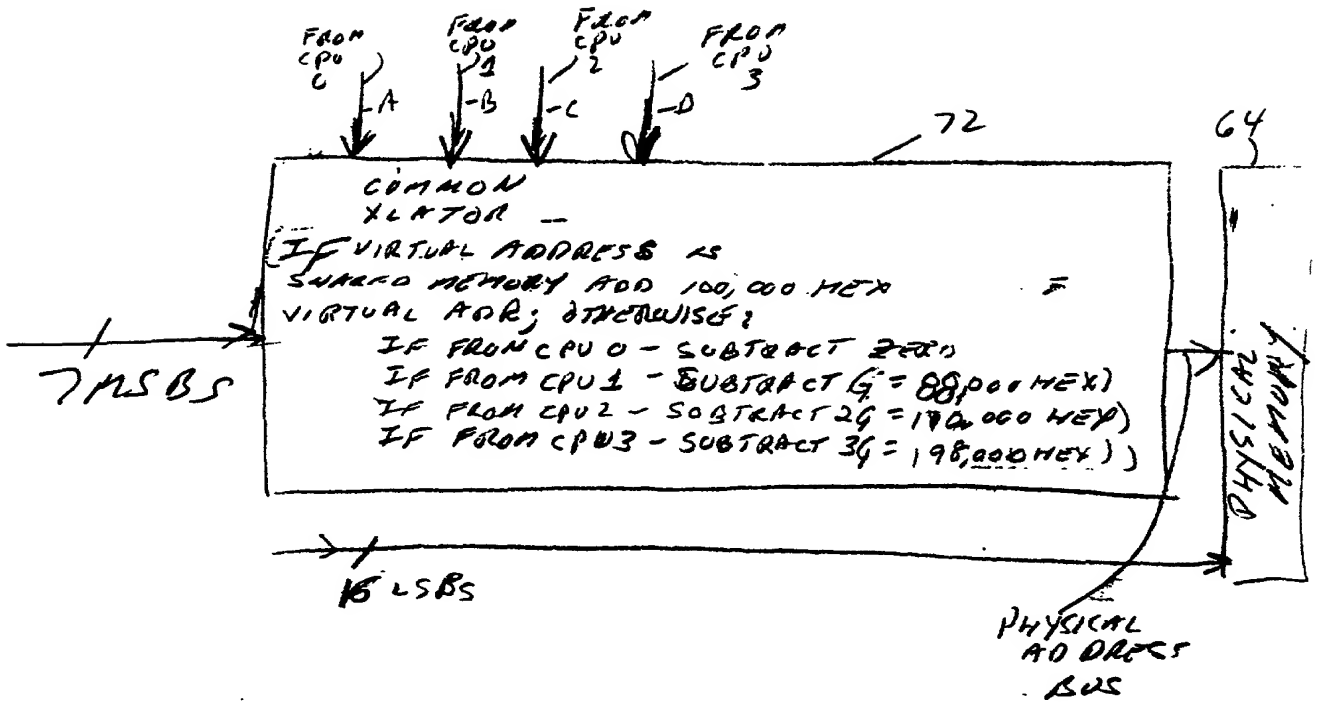 FROM CPU 0
FROM CPU 1
FROM CPU 2
FROM CPU 3
A
B
C
D
72
64
COMMON
XLATOR —
(IF VIRTUAL ADDRESS IS
SHARED MEMORY ADD 100,000 HEX =
VIRTUAL ADR; OTHERWISE:
IF FROM CPU 0 - SUBTRACT ZERO
IF FROM CPU 1 - SUBTRACT G = 88,000 HEX)
IF FROM CPU 2 - SUBTRACT 2G = 110,000 HEX)
IF FROM CPU 3 - SUBTRACT 3G = 198,000 HEX))
7 MSBS
LSBS
PHYSICAL
MEMORY
PHYSICAL
ADDRESS
BUS